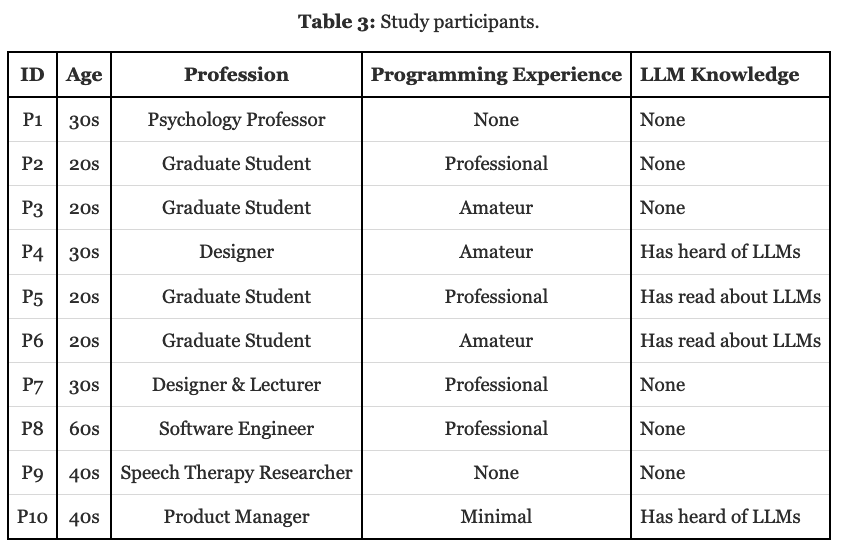 Table 3: Study participants.
ID Age Profession Programming Experience LLM Knowledge
P1 30s Psychology Professor None None
P2 20s Graduate Student Professional None
P3 20s Graduate Student Amateur None
P4 30s Designer Amateur Has heard of LLMs
P5 20s Graduate Student Professional Has read about LLMs
P6 20s Graduate Student Amateur Has read about LLMs
P7 30s Designer & Lecturer Professional None
P8 60s Software Engineer Professional None
P9 40s Speech Therapy Researcher None None
P10 40s Product Manager Minimal Has heard of LLMs